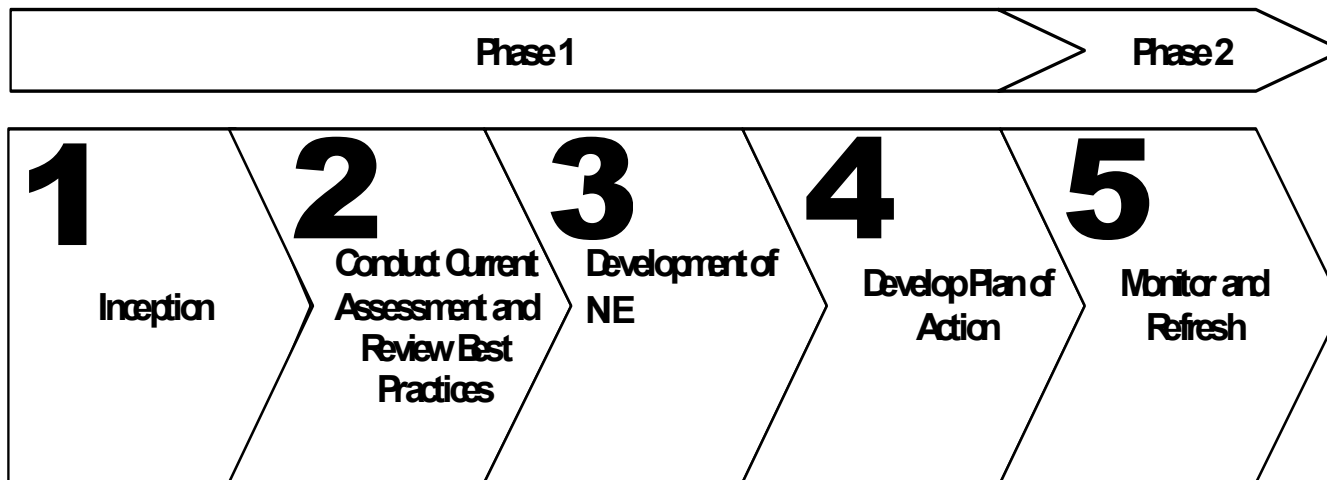 Phase 1
Phase 2
1
Inception
2
Conduct Current
Assessment and
Review Best
Practices
3
Development of
NE
4
Develop Plan of
Action
5
Monitor and
Refresh